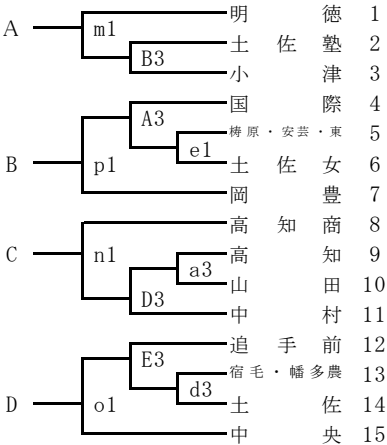 明徳 1
A m1
土佐塾 2
B3
小津 3
国際 4
A3
梼原・安芸・東 5
e1
B p1
土佐女 6
岡豊 7
高知商 8
C n1
高知 9
a3
山田 10
D3
中村 11
追手前 12
E3
宿毛・幡多農 13
d3
D o1
土佐 14
中央 15